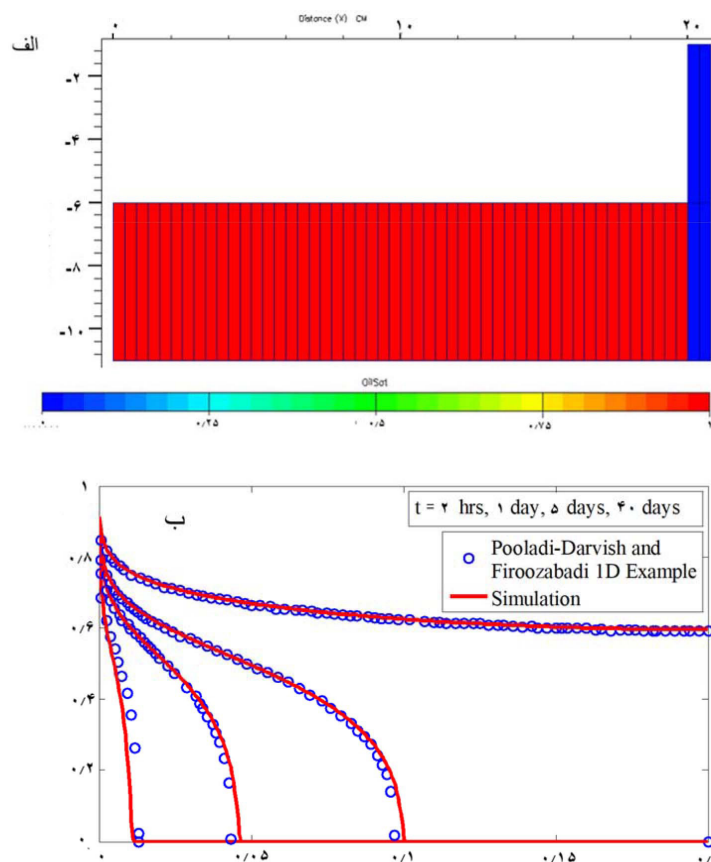 Distance (X) CM
۰ ۱۰ ۲۰
الف
-۲
-۴
-۶
-۸
-۱۰
OilSat
۰ ۰/۲۵ ۰/۵ ۰/۷۵
ب
t = ۲ hrs, ۱ day, ۵ days, ۴۰ days
Pooladi-Darvish and
Firoozabadi 1D Example
Simulation
۱
۰/۸
۰/۶
۰/۴
۰/۲
۰
۰ ۰/۰۵ ۰/۱ ۰/۱۵